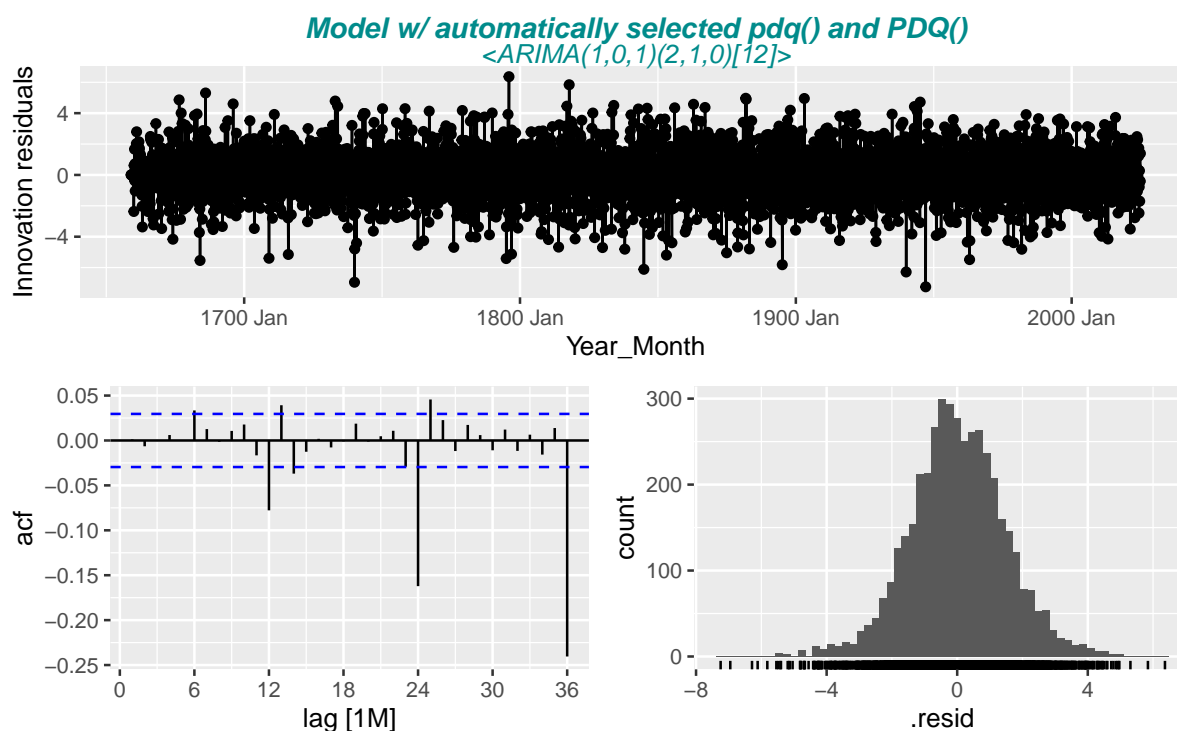 Model w/ automatically selected pdq() and PDQ()
<ARIMA(1,0,1)(2,1,0)[12]>
Innovation residuals
4
0
−4
1700 Jan 1800 Jan 1900 Jan 2000 Jan
Year_Month
acf
0.05
0.00
−0.05
−0.10
−0.15
−0.20
−0.25
0 6 12 18 24 30 36
lag [1M]
count
300
200
100
0
−8 −4 0 4
.resid